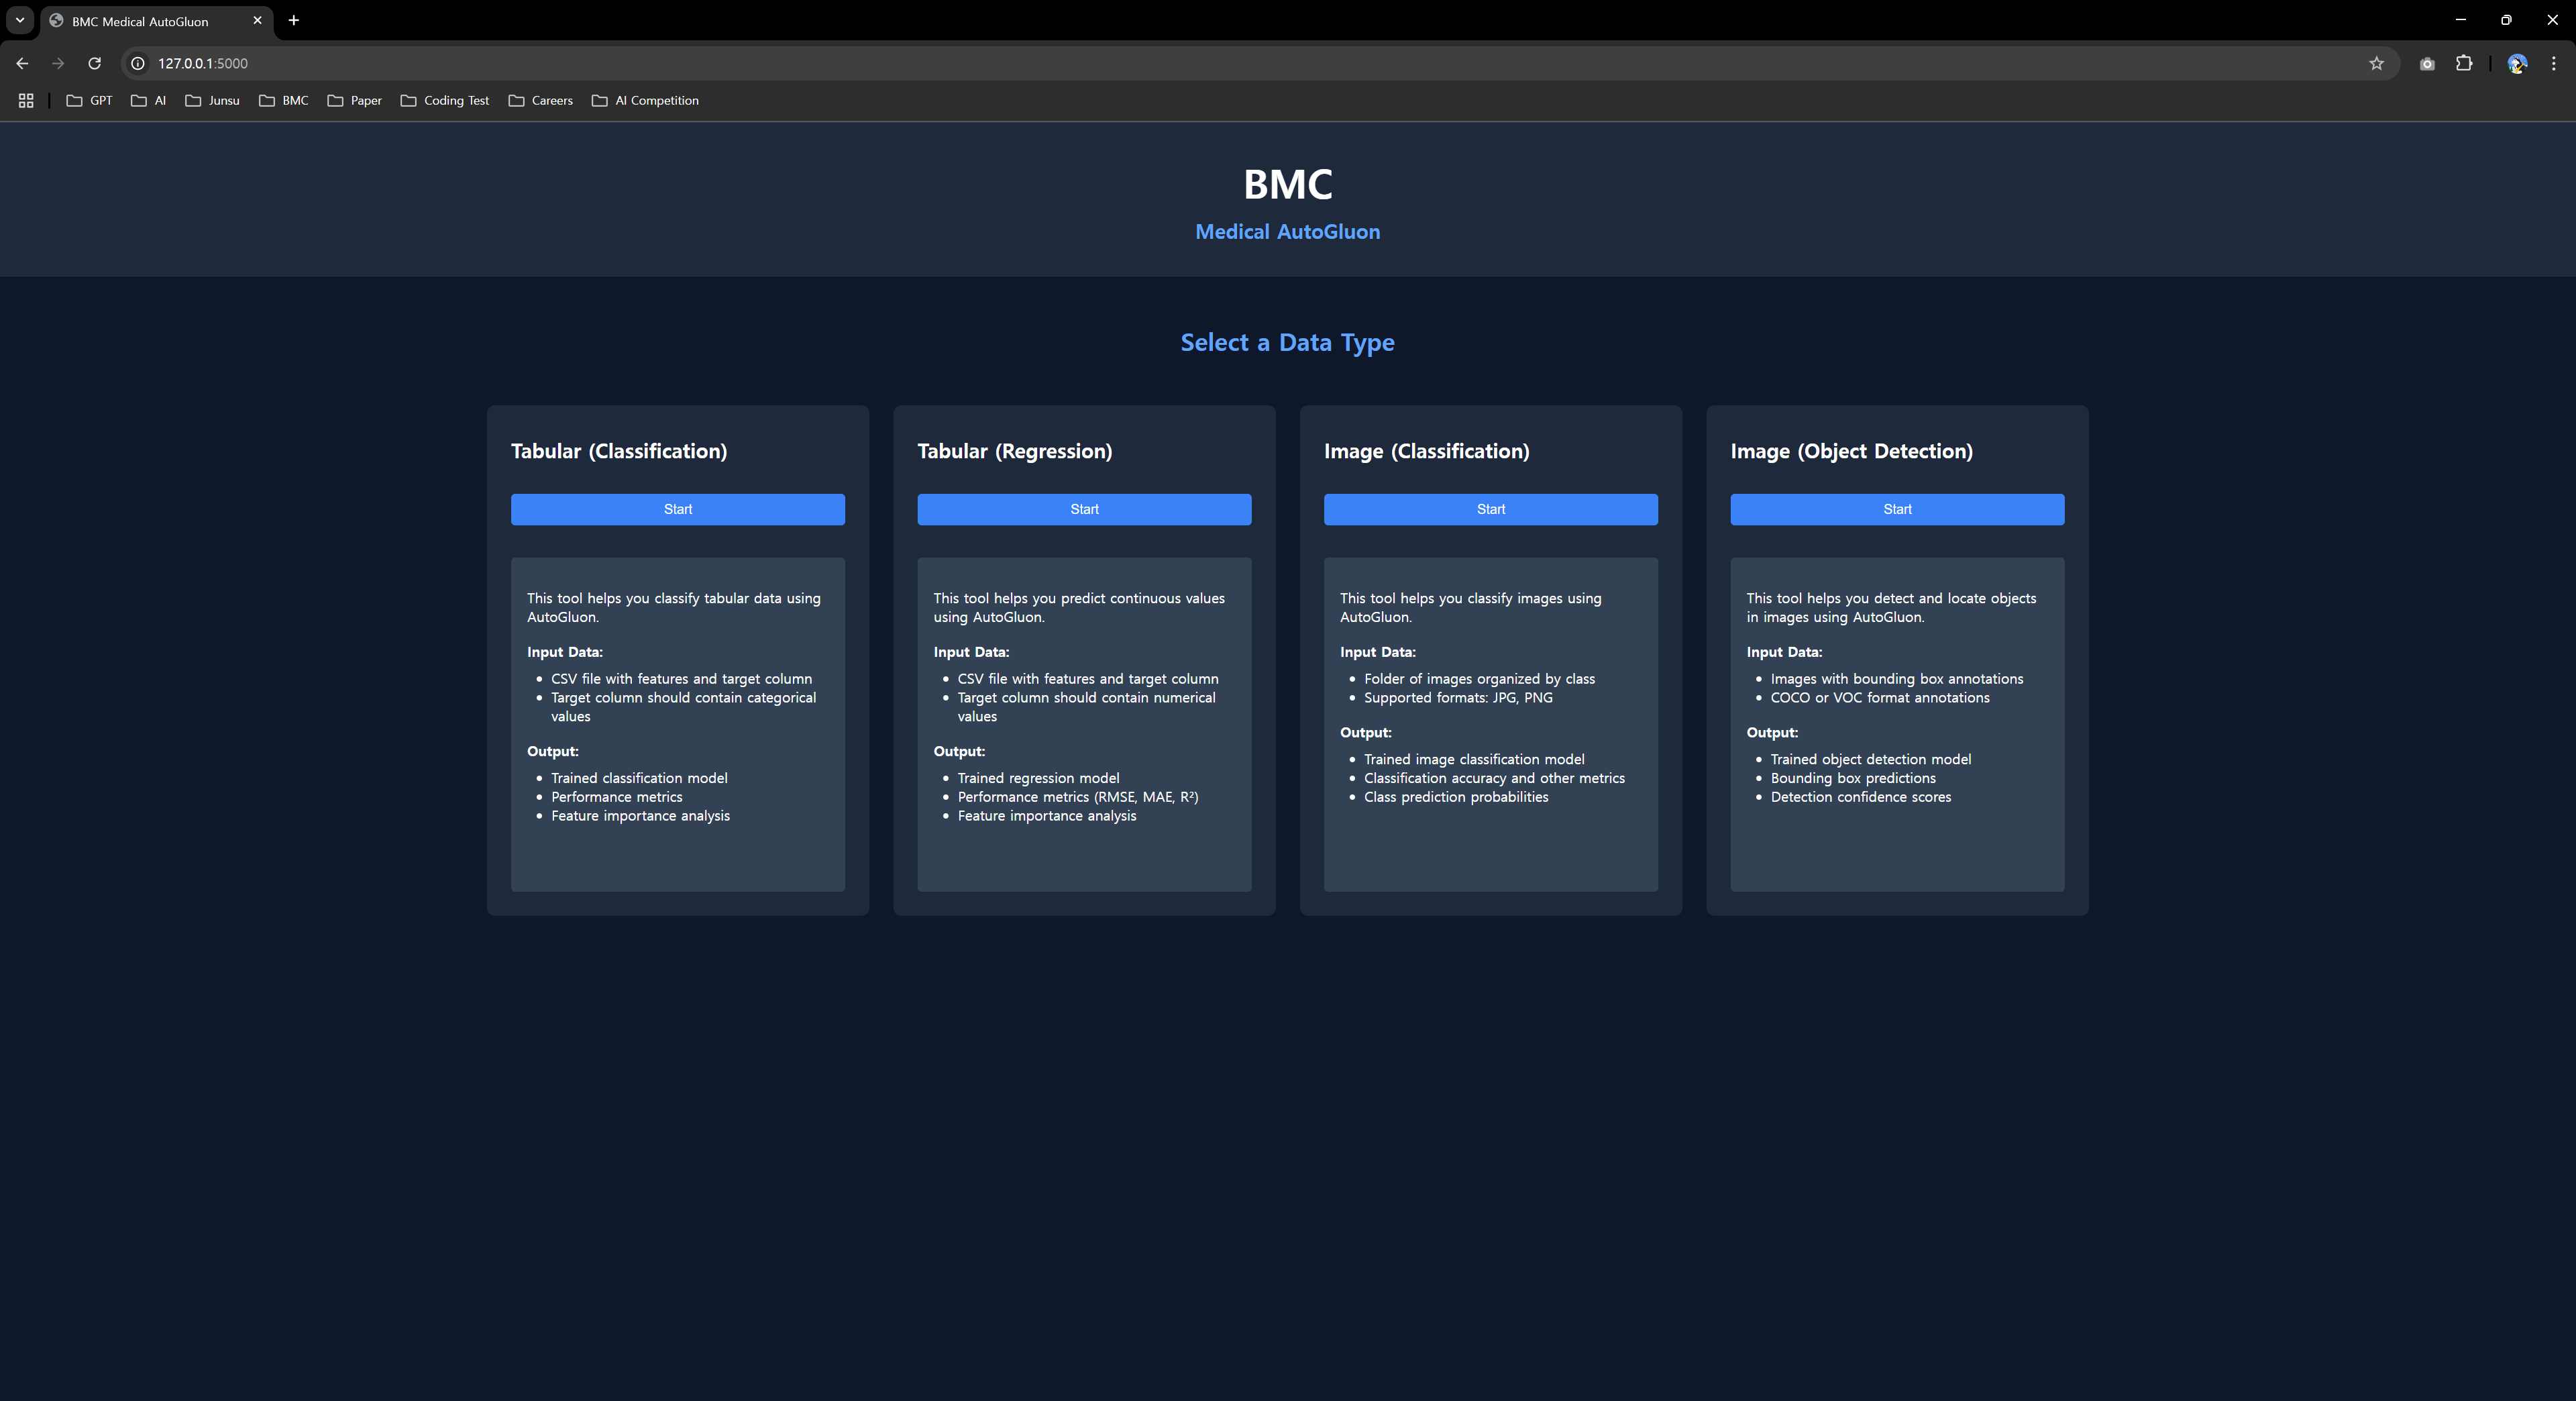 BMC Medical AutoGluon
127.0.0.1:5000
GPT AI Junsu BMC Paper Coding Test Careers AI Competition
BMC
Medical AutoGluon
Select a Data Type
Tabular (Classification)
Start
This tool helps you classify tabular data using
AutoGluon.
Input Data:
• CSV file with features and target column
• Target column should contain categorical
values
Output:
• Trained classification model
• Performance metrics
• Feature importance analysis
Tabular (Regression)
Start
This tool helps you predict continuous values
using AutoGluon.
Input Data:
• CSV file with features and target column
• Target column should contain numerical
values
Output:
• Trained regression model
• Performance metrics (RMSE, MAE, R²)
• Feature importance analysis
Image (Classification)
Start
This tool helps you classify images using
AutoGluon.
Input Data:
• Folder of images organized by class
• Supported formats: JPG, PNG
Output:
• Trained image classification model
• Classification accuracy and other metrics
• Class prediction probabilities
Image (Object Detection)
Start
This tool helps you detect and locate objects
in images using AutoGluon.
Input Data:
• Images with bounding box annotations
• COCO or VOC format annotations
Output:
• Trained object detection model
• Bounding box predictions
• Detection confidence scores